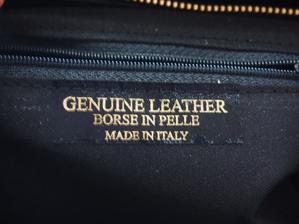 GENUINE LEATHER
BORSE IN PELLE
MADE IN ITALY